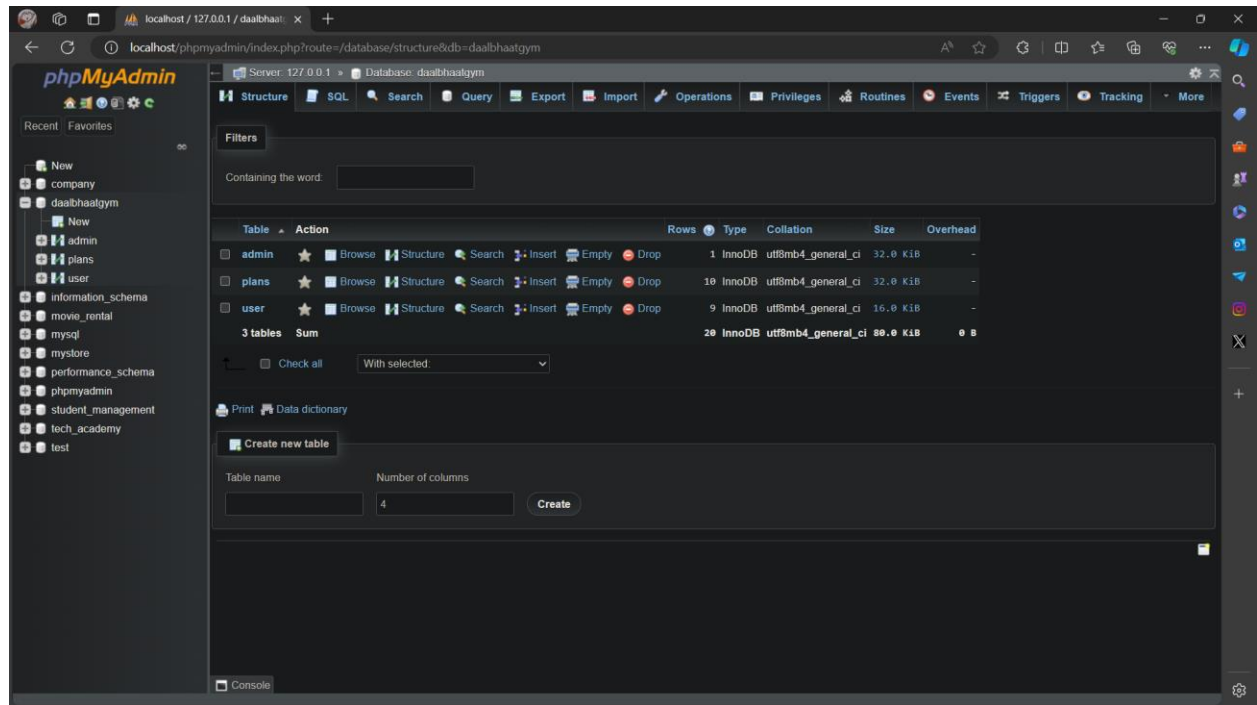 localhost / 127.0.0.1 / daalbhaatg
localhost/phpmyadmin/index.php?route=/database/structure&db=daalbhaatgym
phpMyAdmin
Recent Favorites
New
company
daalbhaatgym
New
admin
plans
user
information_schema
movie_rental
mysql
mystore
performance_schema
phpmyadmin
student_management
tech_academy
test
Server: 127.0.0.1 » Database: daalbhaatgym
Structure SQL Search Query Export Import Operations Privileges Routines Events Triggers Tracking More
Filters
Containing the word:
Table Action Rows Type Collation Size Overhead
admin Browse Structure Search Insert Empty Drop 1 InnoDB utf8mb4_general_ci 32.0 KiB -
plans Browse Structure Search Insert Empty Drop 10 InnoDB utf8mb4_general_ci 32.0 KiB -
user Browse Structure Search Insert Empty Drop 9 InnoDB utf8mb4_general_ci 16.0 KiB -
3 tables Sum 20 InnoDB utf8mb4_general_ci 80.0 KiB 0 B
Check all With selected:
Print Data dictionary
Create new table
Table name Number of columns
4 Create
Console